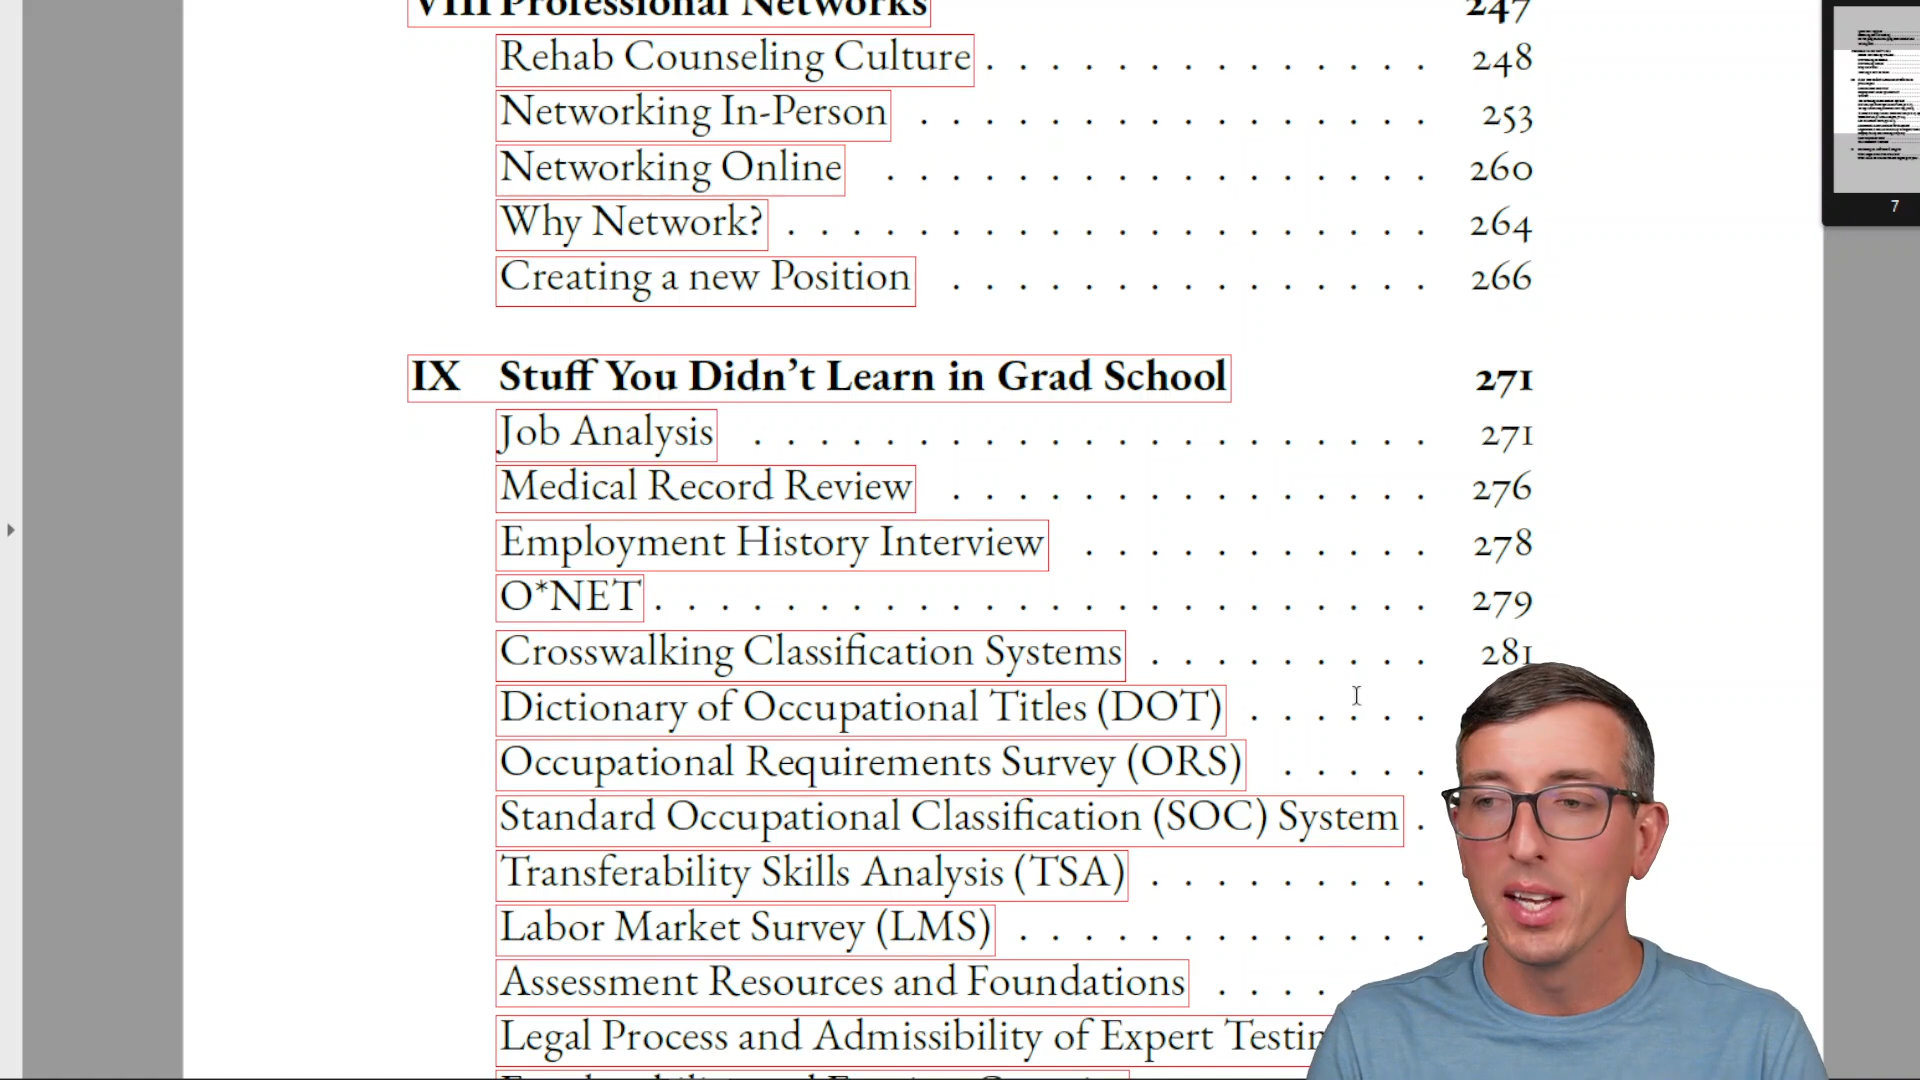 VIII Professional Networks 247
Rehab Counseling Culture . . . . . . . . . . . . . . 248
Networking In-Person . . . . . . . . . . . . . . . . 253
Networking Online . . . . . . . . . . . . . . . . . 260
Why Network? . . . . . . . . . . . . . . . . . . . . 264
Creating a new Position . . . . . . . . . . . . . . . 266
IX Stuff You Didn't Learn in Grad School 271
Job Analysis . . . . . . . . . . . . . . . . . . . . . 271
Medical Record Review . . . . . . . . . . . . . . . 276
Employment History Interview . . . . . . . . . . . 278
O*NET . . . . . . . . . . . . . . . . . . . . . . . . 279
Crosswalking Classification Systems . . . . . . . . . 281
Dictionary of Occupational Titles (DOT) . . . . . .
Occupational Requirements Survey (ORS) . . . . .
Standard Occupational Classification (SOC) System .
Transferability Skills Analysis (TSA) . . . . . . . . .
Labor Market Survey (LMS) . . . . . . . . . . . . .
Assessment Resources and Foundations . . . .
Legal Process and Admissibility of Expert
7